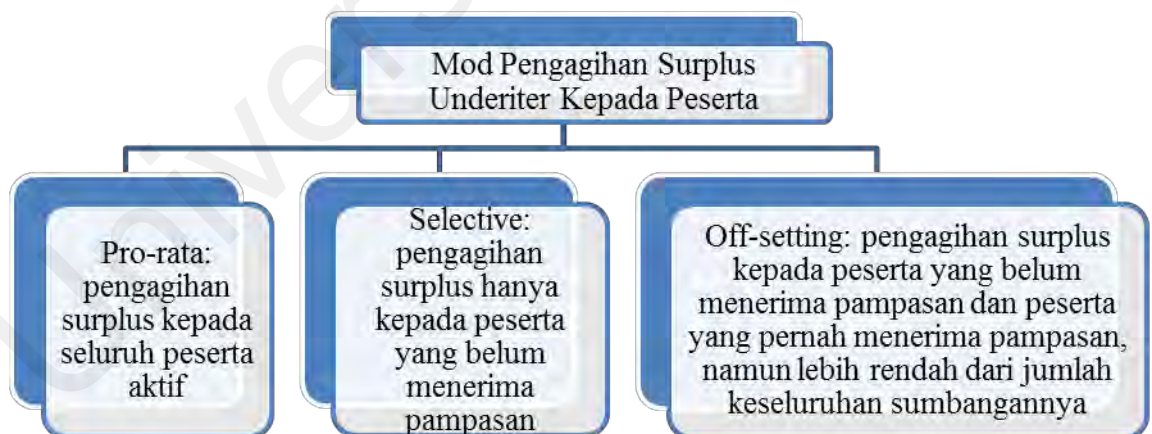 Mod Pengagihan Surplus
Underiter Kepada Peserta
Pro-rata:
pengagihan
surplus kepada
seluruh peserta
aktif
Selective:
pengagihan
surplus hanya
kepada peserta
yang belum
menerima
pampasan
Off-setting: pengagihan surplus
kepada peserta yang belum
menerima pampasan dan peserta
yang pernah menerima pampasan,
namun lebih rendah dari jumlah
keseluruhan sumbangannya